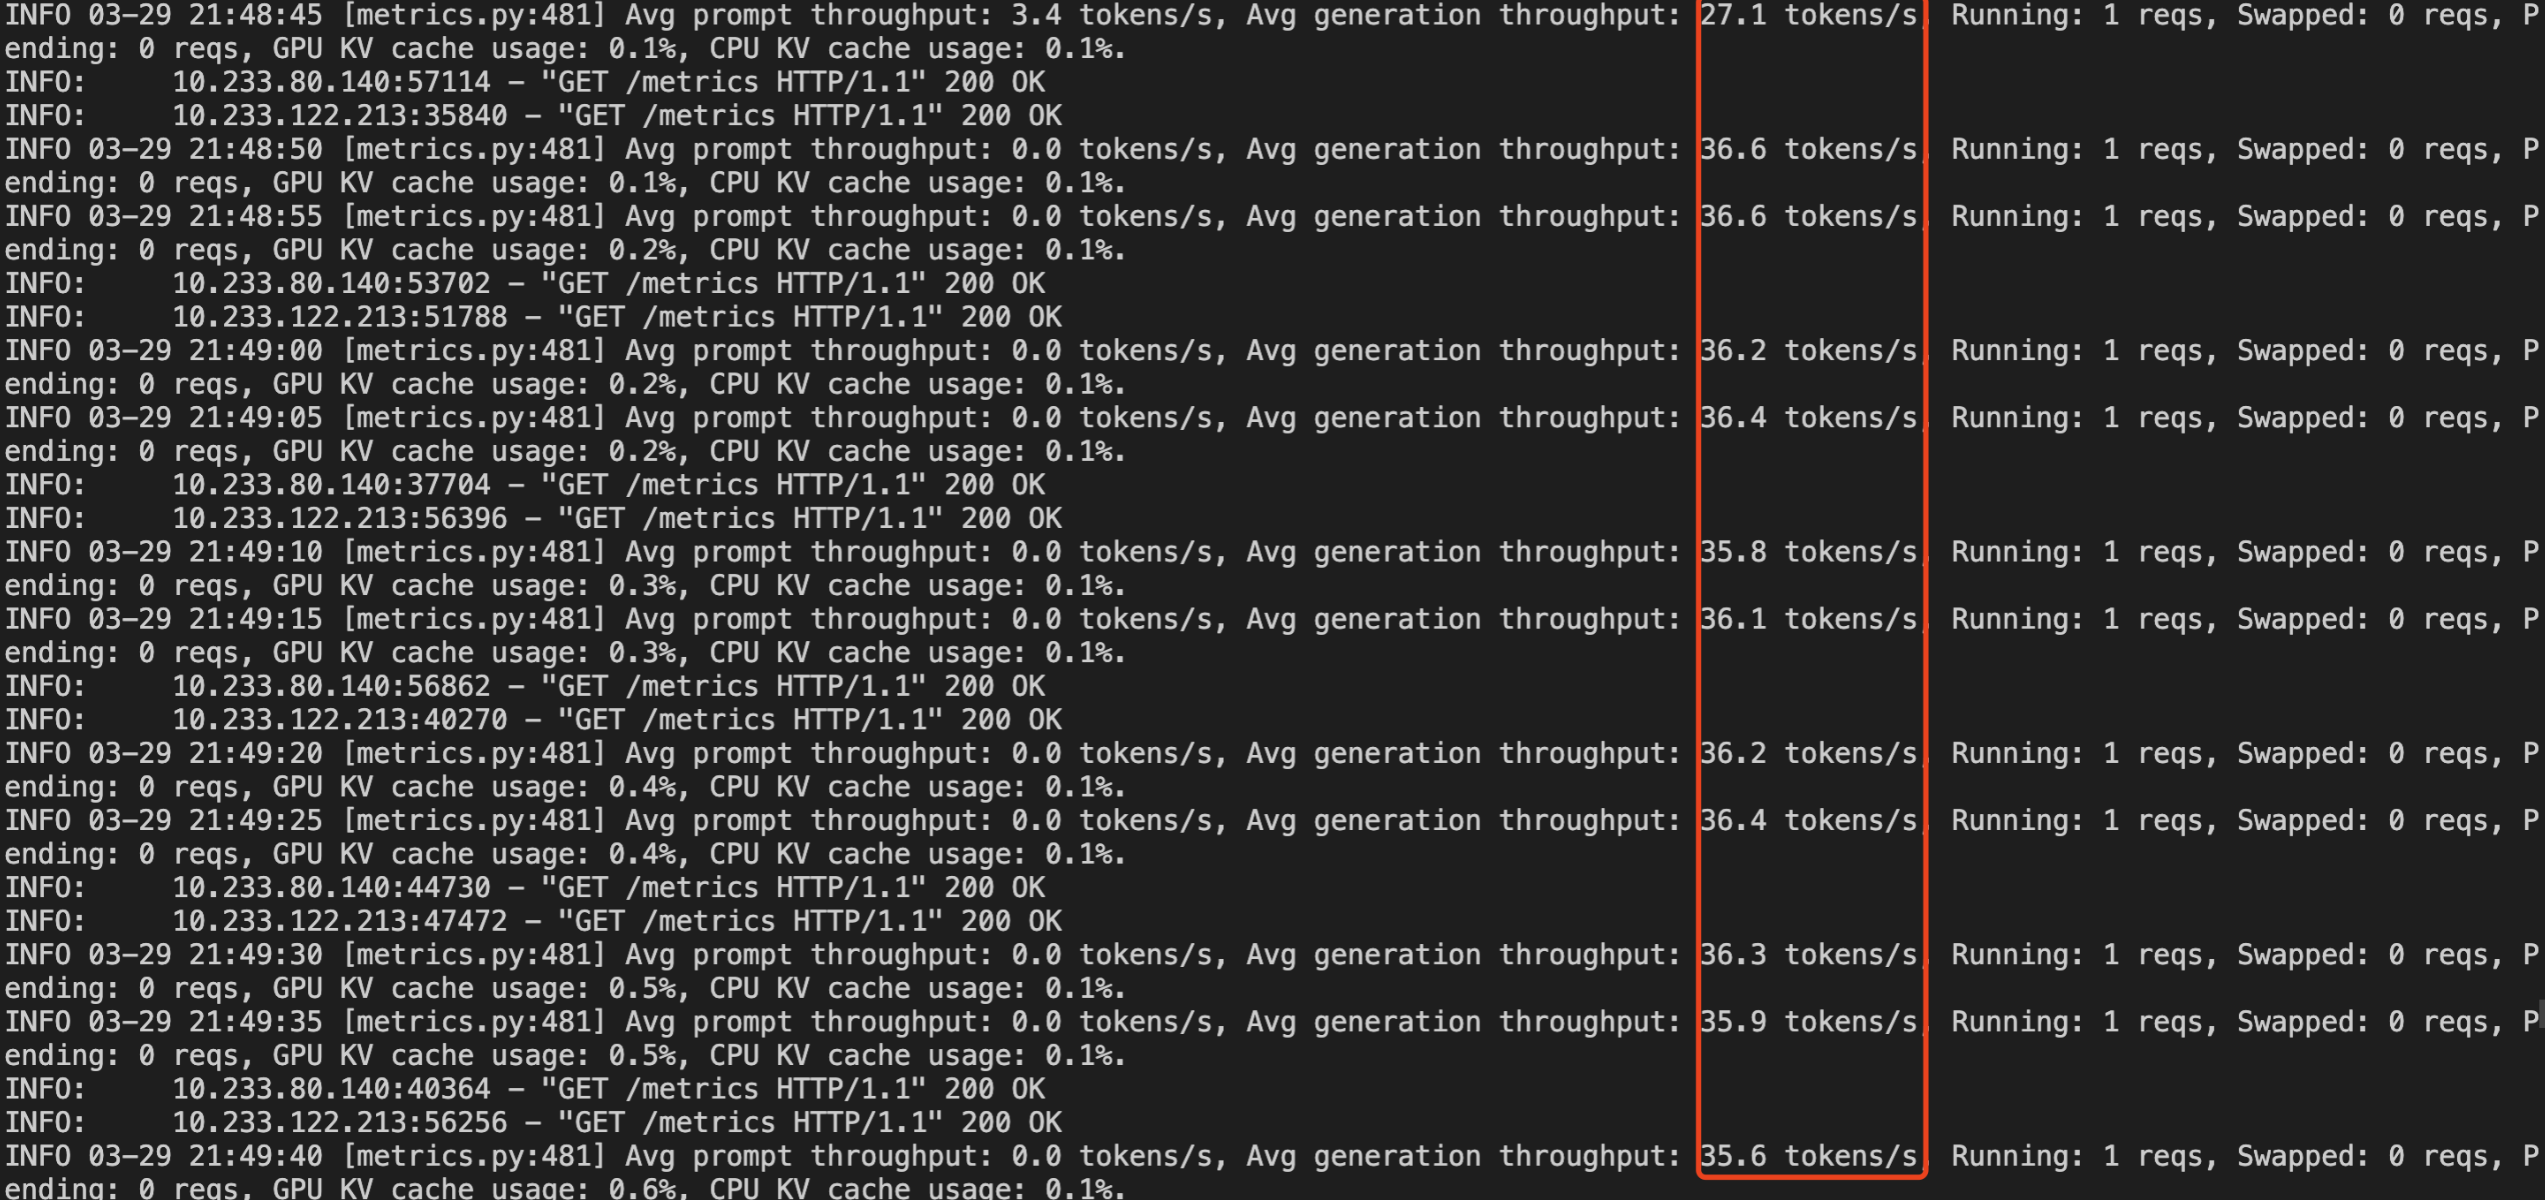 INFO 03-29 21:48:45 [metrics.py:481] Avg prompt throughput: 3.4 tokens/s, Avg generation throughput: 27.1 tokens/s, Running: 1 reqs, Swapped: 0 reqs, P
ending: 0 reqs, GPU KV cache usage: 0.1%, CPU KV cache usage: 0.1%.
INFO:     10.233.80.140:57114 – "GET /metrics HTTP/1.1" 200 OK
INFO:     10.233.122.213:35840 – "GET /metrics HTTP/1.1" 200 OK
INFO 03-29 21:48:50 [metrics.py:481] Avg prompt throughput: 0.0 tokens/s, Avg generation throughput: 36.6 tokens/s, Running: 1 reqs, Swapped: 0 reqs, P
ending: 0 reqs, GPU KV cache usage: 0.1%, CPU KV cache usage: 0.1%.
INFO 03-29 21:48:55 [metrics.py:481] Avg prompt throughput: 0.0 tokens/s, Avg generation throughput: 36.6 tokens/s, Running: 1 reqs, Swapped: 0 reqs, P
ending: 0 reqs, GPU KV cache usage: 0.2%, CPU KV cache usage: 0.1%.
INFO:     10.233.80.140:53702 – "GET /metrics HTTP/1.1" 200 OK
INFO:     10.233.122.213:51788 – "GET /metrics HTTP/1.1" 200 OK
INFO 03-29 21:49:00 [metrics.py:481] Avg prompt throughput: 0.0 tokens/s, Avg generation throughput: 36.2 tokens/s, Running: 1 reqs, Swapped: 0 reqs, P
ending: 0 reqs, GPU KV cache usage: 0.2%, CPU KV cache usage: 0.1%.
INFO 03-29 21:49:05 [metrics.py:481] Avg prompt throughput: 0.0 tokens/s, Avg generation throughput: 36.4 tokens/s, Running: 1 reqs, Swapped: 0 reqs, P
ending: 0 reqs, GPU KV cache usage: 0.2%, CPU KV cache usage: 0.1%.
INFO:     10.233.80.140:37704 – "GET /metrics HTTP/1.1" 200 OK
INFO:     10.233.122.213:56396 – "GET /metrics HTTP/1.1" 200 OK
INFO 03-29 21:49:10 [metrics.py:481] Avg prompt throughput: 0.0 tokens/s, Avg generation throughput: 35.8 tokens/s, Running: 1 reqs, Swapped: 0 reqs, P
ending: 0 reqs, GPU KV cache usage: 0.3%, CPU KV cache usage: 0.1%.
INFO 03-29 21:49:15 [metrics.py:481] Avg prompt throughput: 0.0 tokens/s, Avg generation throughput: 36.1 tokens/s, Running: 1 reqs, Swapped: 0 reqs, P
ending: 0 reqs, GPU KV cache usage: 0.3%, CPU KV cache usage: 0.1%.
INFO:     10.233.80.140:56862 – "GET /metrics HTTP/1.1" 200 OK
INFO:     10.233.122.213:40270 – "GET /metrics HTTP/1.1" 200 OK
INFO 03-29 21:49:20 [metrics.py:481] Avg prompt throughput: 0.0 tokens/s, Avg generation throughput: 36.2 tokens/s, Running: 1 reqs, Swapped: 0 reqs, P
ending: 0 reqs, GPU KV cache usage: 0.4%, CPU KV cache usage: 0.1%.
INFO 03-29 21:49:25 [metrics.py:481] Avg prompt throughput: 0.0 tokens/s, Avg generation throughput: 36.4 tokens/s, Running: 1 reqs, Swapped: 0 reqs, P
ending: 0 reqs, GPU KV cache usage: 0.4%, CPU KV cache usage: 0.1%.
INFO:     10.233.80.140:44730 – "GET /metrics HTTP/1.1" 200 OK
INFO:     10.233.122.213:47472 – "GET /metrics HTTP/1.1" 200 OK
INFO 03-29 21:49:30 [metrics.py:481] Avg prompt throughput: 0.0 tokens/s, Avg generation throughput: 36.3 tokens/s, Running: 1 reqs, Swapped: 0 reqs, P
ending: 0 reqs, GPU KV cache usage: 0.5%, CPU KV cache usage: 0.1%.
INFO 03-29 21:49:35 [metrics.py:481] Avg prompt throughput: 0.0 tokens/s, Avg generation throughput: 35.9 tokens/s, Running: 1 reqs, Swapped: 0 reqs, P
ending: 0 reqs, GPU KV cache usage: 0.5%, CPU KV cache usage: 0.1%.
INFO:     10.233.80.140:40364 – "GET /metrics HTTP/1.1" 200 OK
INFO:     10.233.122.213:56256 – "GET /metrics HTTP/1.1" 200 OK
INFO 03-29 21:49:40 [metrics.py:481] Avg prompt throughput: 0.0 tokens/s, Avg generation throughput: 35.6 tokens/s, Running: 1 reqs, Swapped: 0 reqs, P
ending: 0 reqs, GPU KV cache usage: 0.6%, CPU KV cache usage: 0.1%.